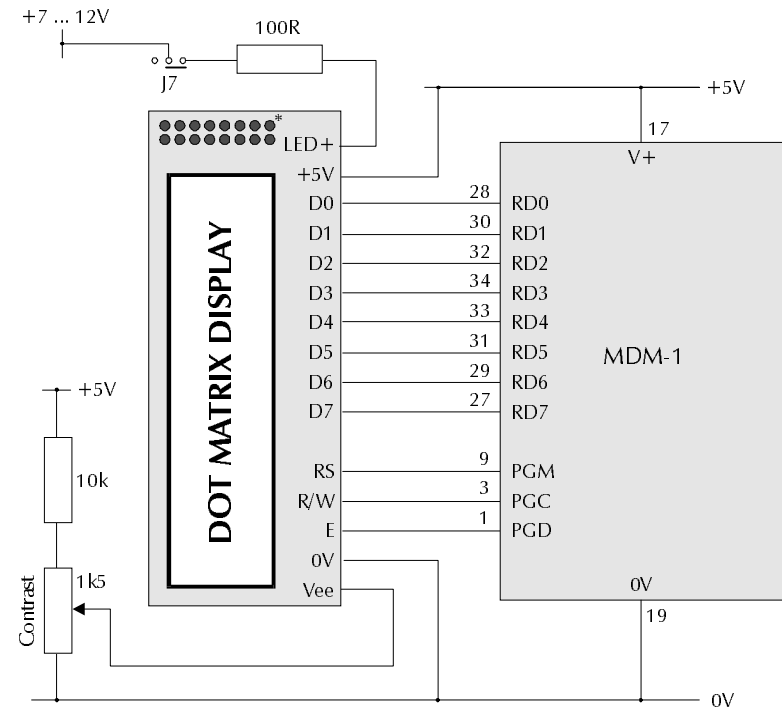 +7 ... 12V
100R
J7
*
LED+
+5V
+5V
17
V+
D0
28
RD0
D1
30
RD1
D2
32
RD2
D3
34
RD3
D4
33
RD4
D5
31
RD5
D6
29
RD6
D7
27
RD7
MDM-1
DOT MATRIX DISPLAY
+5V
10k
RS
9
PGM
R/W
3
PGC
E
1
PGD
0V
Vee
1k5
Contrast
0V
19
0V